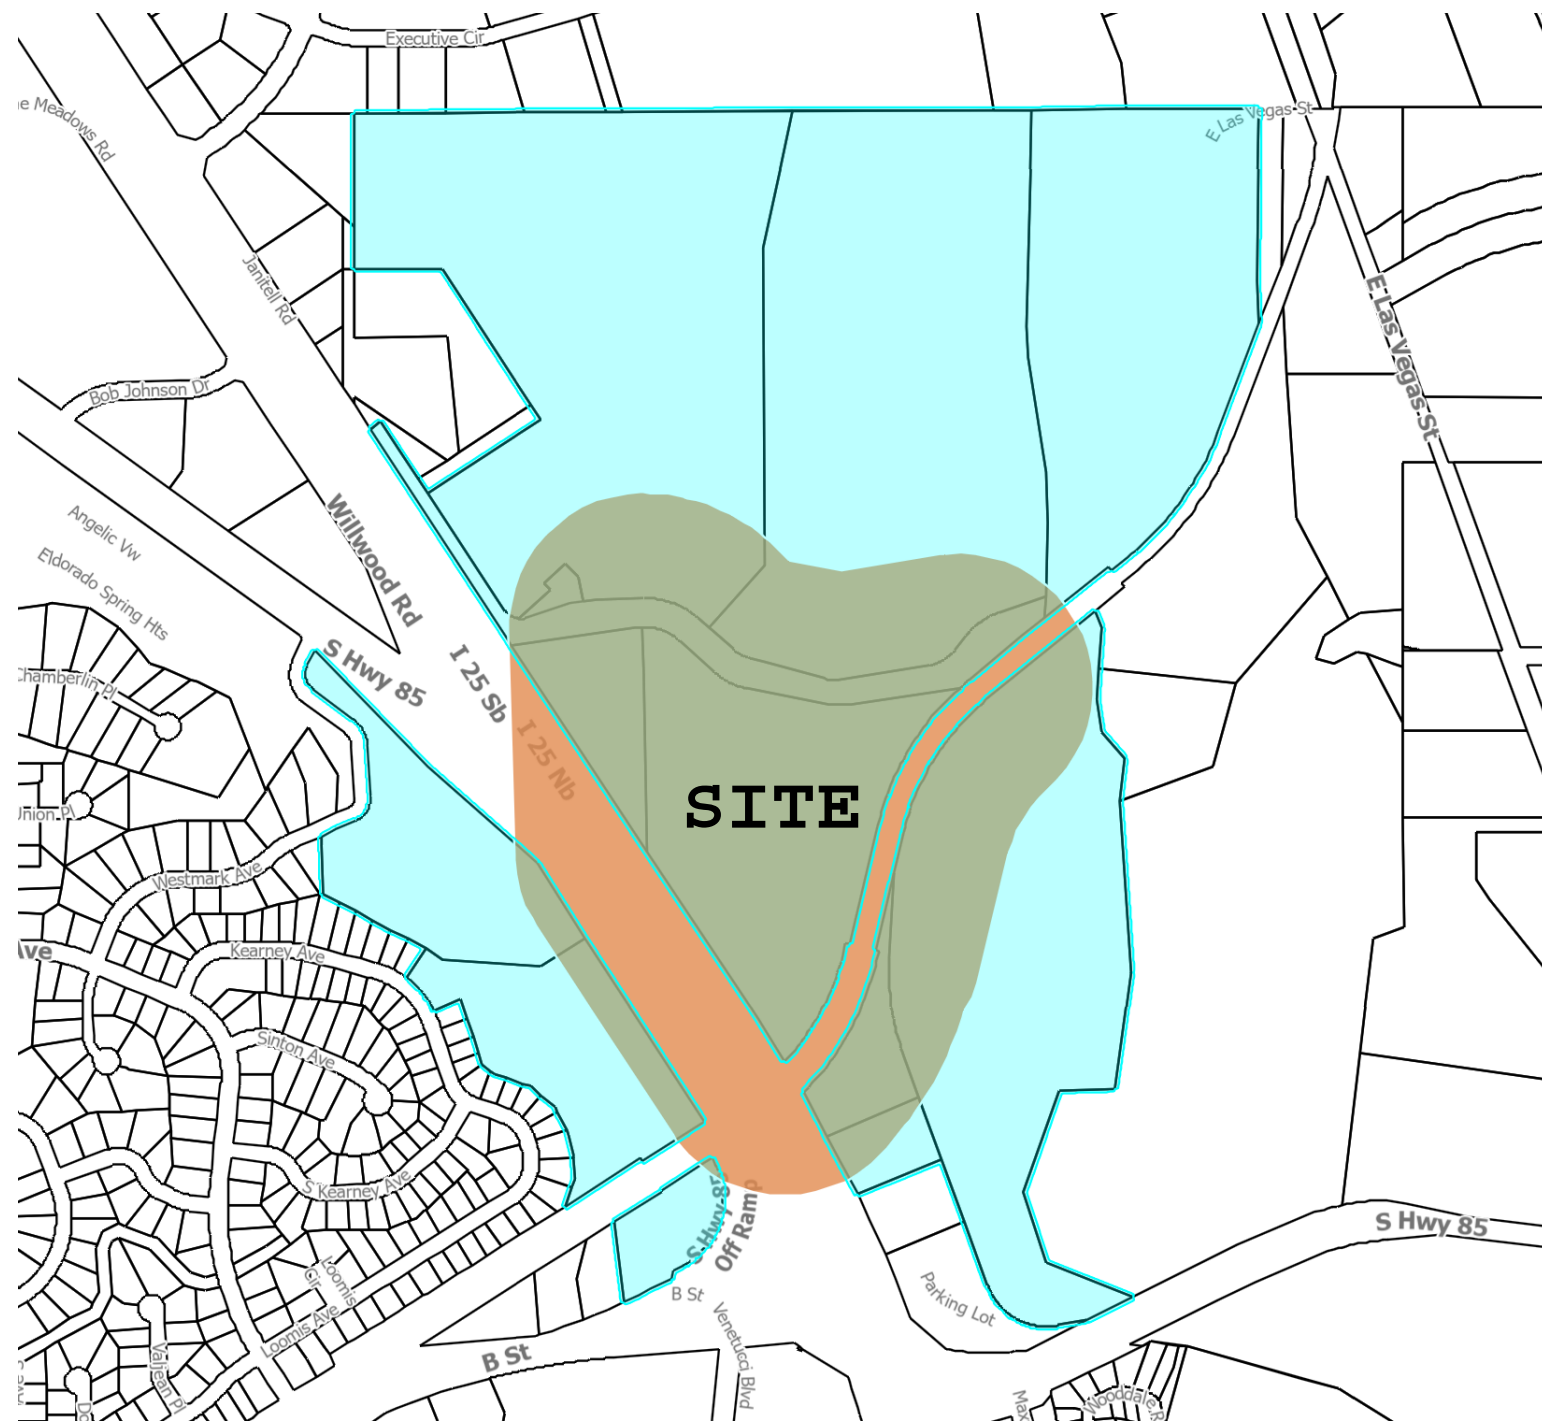 Executive Cir
e Meadows Rd
E Las Vegas St
Janitell Rd
E Las Vegas St
Bob Johnson Dr
Willwood Rd
Angelic Vw
Eldorado Spring Hts
S Hwy 85
I 25 Sb
I 25 Nb
Chamberlin Pl
SITE
Union Pl
Westmark Ave
Ave
Kearney Ave
Sinton Ave
S Kearney Ave
S Hwy 85
Off Ramp
S Hwy 85
Loomis
Cir
Parking Lot
B St
Loomis Ave
Venetucci Blvd
B St
Valjean Pl
Max
Wooddale